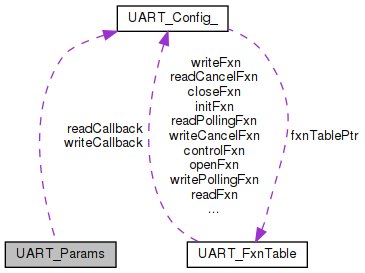 UART_Config_
writeFxn
readCancelFxn
closeFxn
initFxn
readPollingFxn
writeCancelFxn
controlFxn
openFxn
writePollingFxn
readFxn
...
readCallback
writeCallback
fxnTablePtr
UART_Params
UART_FxnTable